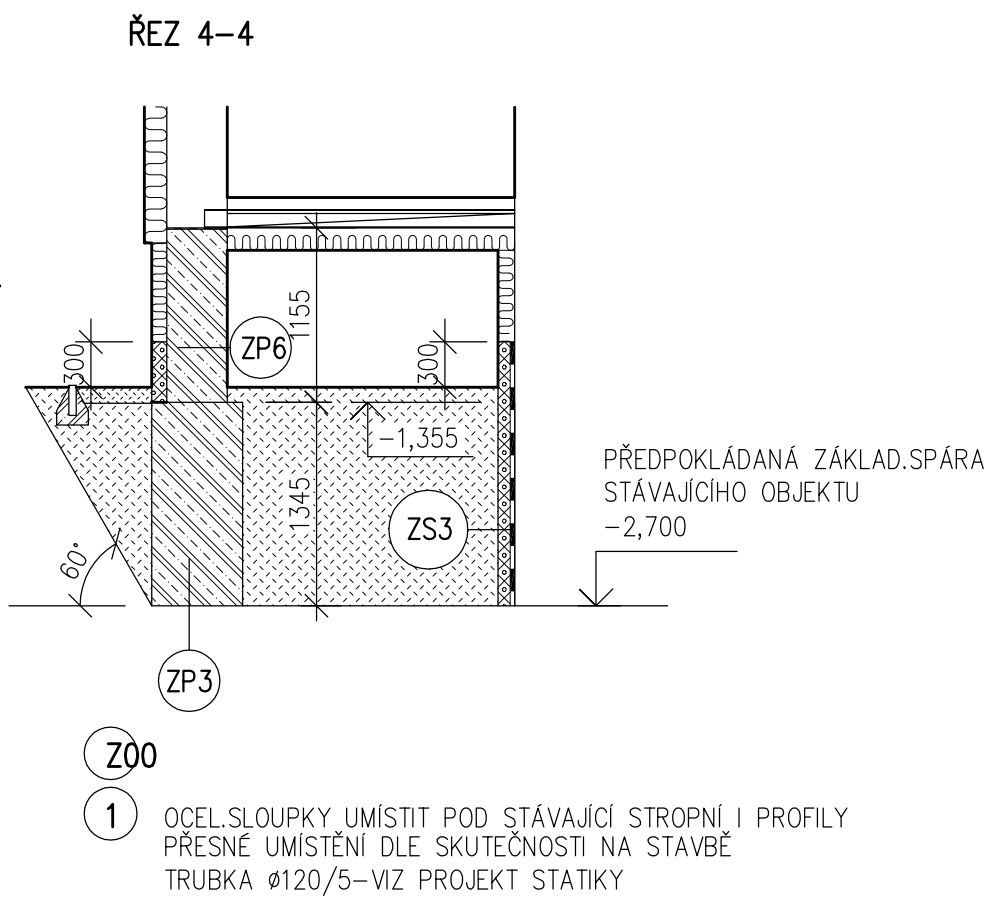 ŘEZ 4-4
1155
300
ZP6
300
-1,355
PŘEDPOKLÁDANÁ ZÁKLAD.SPÁRA
STÁVAJÍCÍHO OBJEKTU
-2,700
1345
ZS3
60°
ZP3
Z00
1 OCEL.SLOUPKY UMÍSTIT POD STÁVAJÍCÍ STROPNÍ I PROFILY
PŘESNÉ UMÍSTĚNÍ DLE SKUTEČNOSTI NA STAVBĚ
TRUBKA ø120/5-VIZ PROJEKT STATIKY